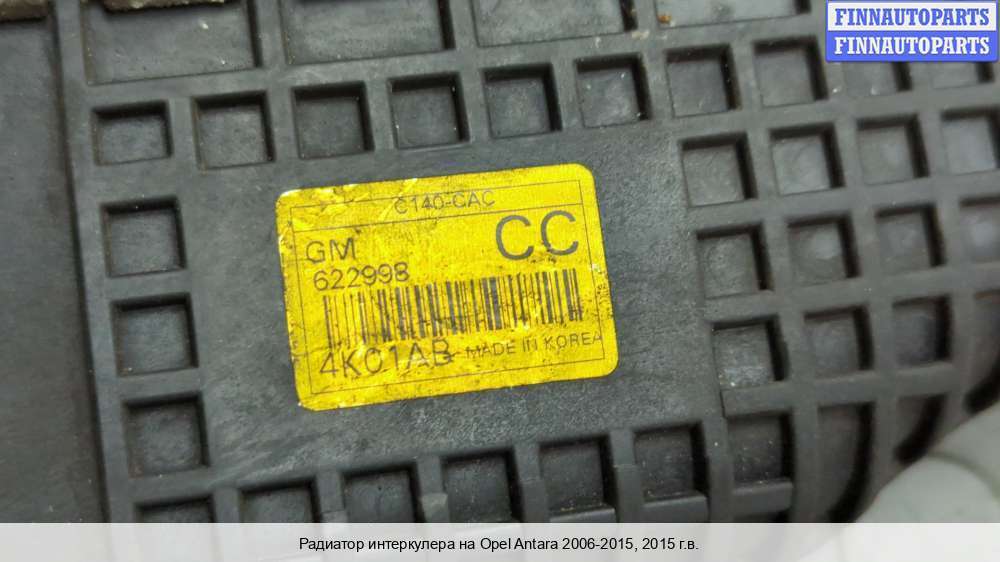 FINNAUTOPARTS
FINNAUTOPARTS
C140-CAC
GM
CC
622998
4K01AB MADE IN KOREA
Радиатор интеркулера на Opel Antara 2006-2015, 2015 г.в.